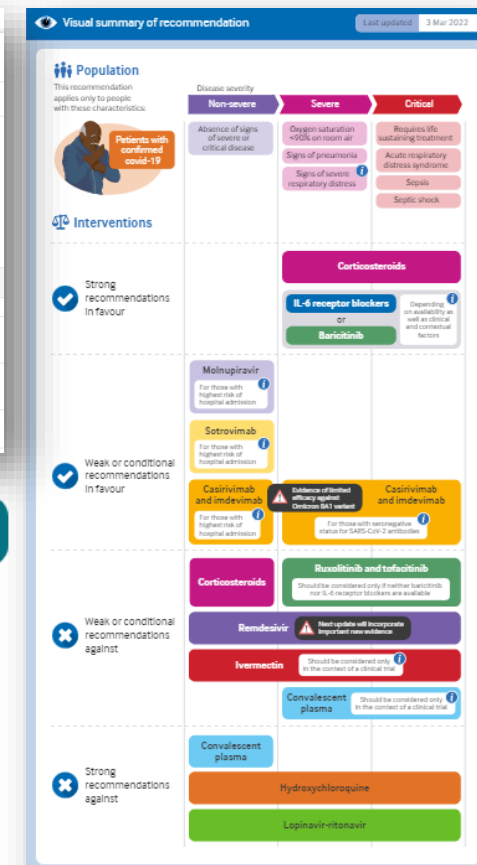 Visual summary of recommendation
Last updated 3 Mar 2022
Population
This recommendation
applies only to people
with these characteristics:
Patients with
confirmed
covid-19
Disease severity
Non-severe
Severe
Critical
Absence of signs
of severe or
critical disease
Oxygen saturation
<90% on room air
Signs of pneumonia
Signs of severe
respiratory distress
Requires life
sustaining treatment
Acute respiratory
distress syndrome
Sepsis
Septic shock
Interventions
Strong
recommendations
in favour
Corticosteroids
IL-6 receptor blockers
or
Baricitinib
Depending
on availability as
well as clinical
and contextual
factors
Weak or conditional
recommendations
in favour
Molnupiravir
For those with
highest risk of
hospital admission
Sotrovimab
For those with
highest risk of
hospital admission
Casirivimab
and imdevimab
For those with
highest risk of
hospital admission
Evidence of limited
efficacy against
Omicron BA1 variant
Casirivimab
and imdevimab
For those with seronegative
status for SARS-CoV-2 antibodies
Weak or conditional
recommendations
against
Corticosteroids
Ruxolitinib and tofacitinib
Should be considered only if neither baricitinib
nor IL-6 receptor blockers are available
Remdesivir
Next update will incorporate
important new evidence
Ivermectin
Should be considered only
in the context of a clinical trial
Convalescent
plasma
Should be considered only
in the context of a clinical trial
Strong
recommendations
against
Convalescent
plasma
Hydroxychloroquine
Lopinavir-ritonavir